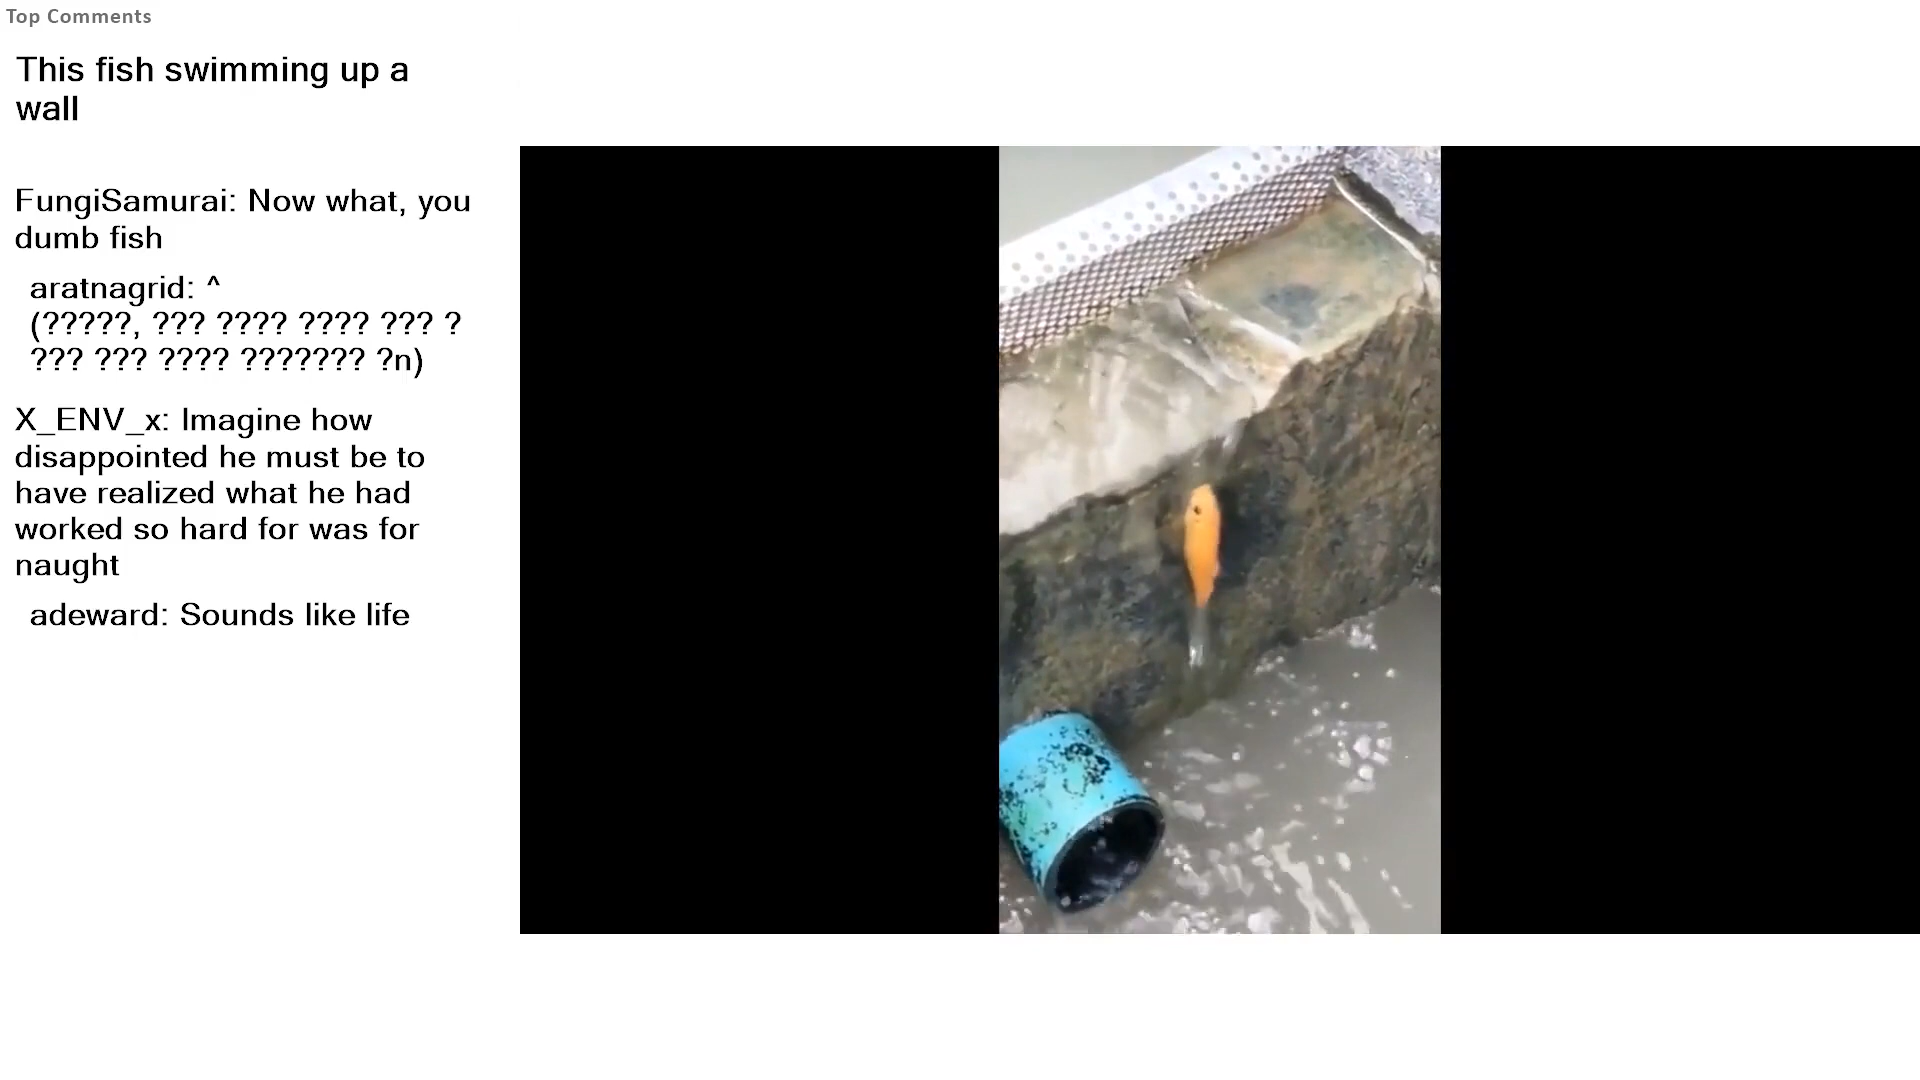 Top Comments
This fish swimming up a
wall
FungiSamurai: Now what, you
dumb fish
aratnagrid: ^
(?????, ??? ???? ???? ??? ?
??? ??? ???? ??????? ?n)
X_ENV_x: Imagine how
disappointed he must be to
have realized what he had
worked so hard for was for
naught
adeward: Sounds like life